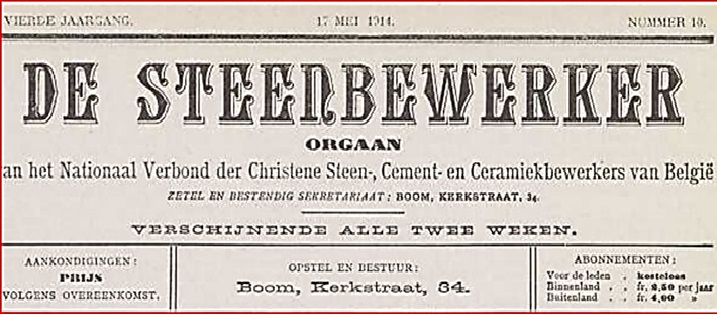 VIERDE JAARGANG.
17 MEI 1914.
NUMMER 10.
DE STEENBEWERKER
ORGAAN
an het Nationaal Verbond der Christene Steen-, Cement- en Ceramiekbewerkers van België
ZETEL EN BESTENDIG SEKRETARIAAT: BOOM, KERKSTRAAT, 34.
VERSCHIJNENDE ALLE TWEE WEKEN.
AANKONDIGINGEN:
PRIJS
VOLGENS OVEREENKOMST.
OPSTEL EN BESTUUR:
Boom, Kerkstraat, 34.
ABONNEMENTEN:
Voor de leden . . kosteloos
Binnenland . . fr. 2,50 per jaar
Buitenland . . fr. 4,00 »